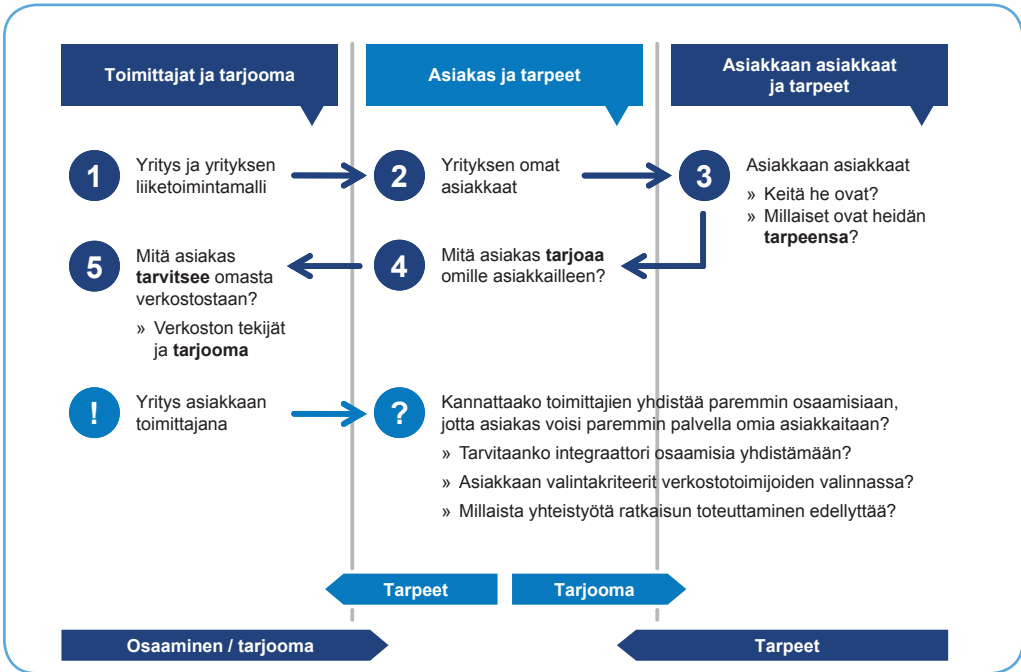 Toimittajat ja tarjooma
Asiakas ja tarpeet
Asiakkaan asiakkaat
ja tarpeet
1
Yritys ja yrityksen
liiketoimintamalli
2
Yrityksen omat
asiakkaat
3
Asiakkaan asiakkaat
» Keitä he ovat?
» Millaiset ovat heidän
tarpeensa?
5
Mitä asiakas
tarvitsee omasta
verkostostaan?
» Verkoston tekijät
ja tarjooma
4
Mitä asiakas tarjoaa
omille asiakkailleen?
!
Yritys asiakkaan
toimittajana
?
Kannattaako toimittajien yhdistää paremmin osaamisiaan,
jotta asiakas voisi paremmin palvella omia asiakkaitaan?
» Tarvitaanko integraattori osaamisia yhdistämään?
» Asiakkaan valintakriteerit verkostotoimijoiden valinnassa?
» Millaista yhteistyötä ratkaisun toteuttaminen edellyttää?
Tarpeet
Tarjooma
Osaaminen / tarjooma
Tarpeet